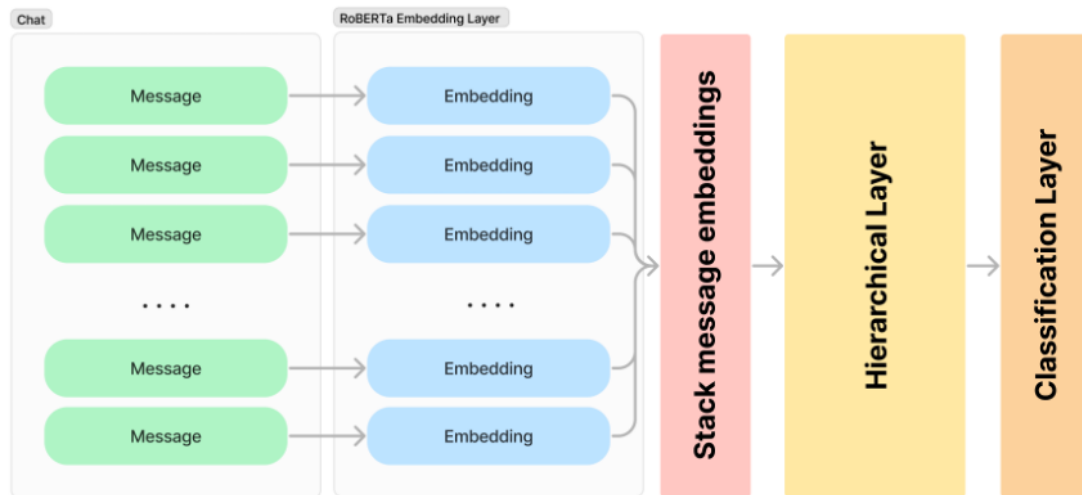 Chat
RoBERTa Embedding Layer
Message
Embedding
Message
Embedding
Message
Embedding
....
....
Message
Embedding
Message
Embedding
Stack message embeddings
Hierarchical Layer
Classification Layer